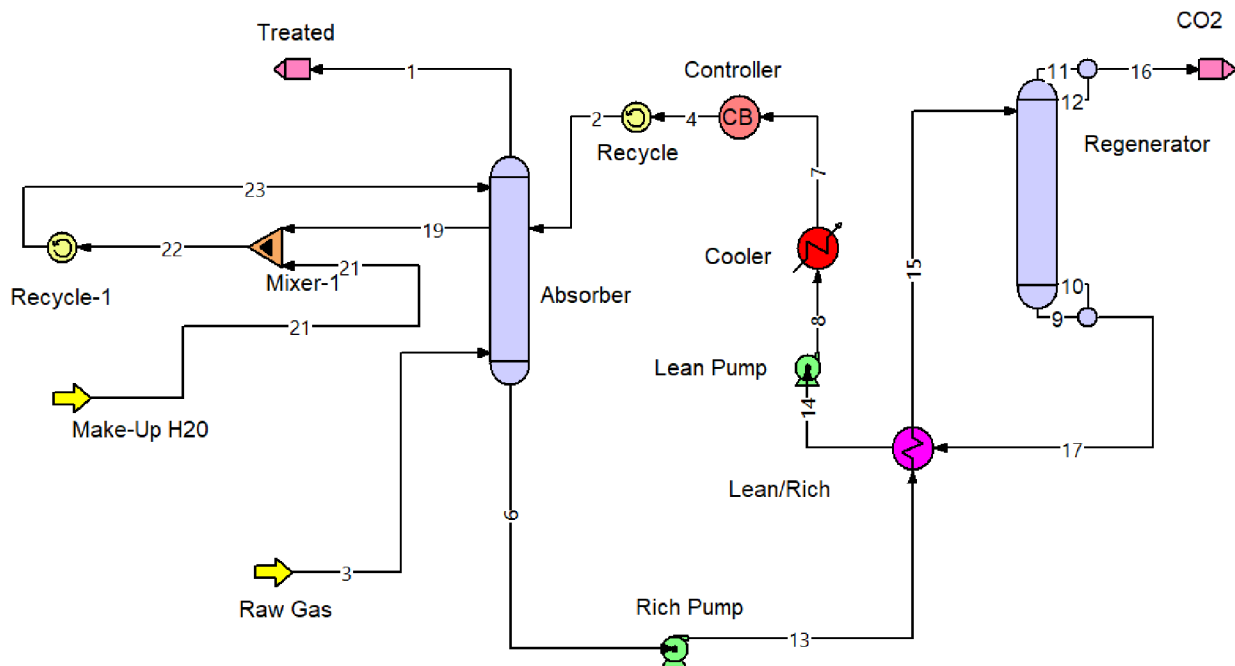 CO2
Treated
1
Controller
11
16
12
CB
2
4
Recycle
Regenerator
23
7
19
22
21
Mixer-1
Cooler
15
Recycle-1
Absorber
10
21
8
9
Lean Pump
Make-Up H20
14
17
Lean/Rich
6
3
Raw Gas
Rich Pump
13